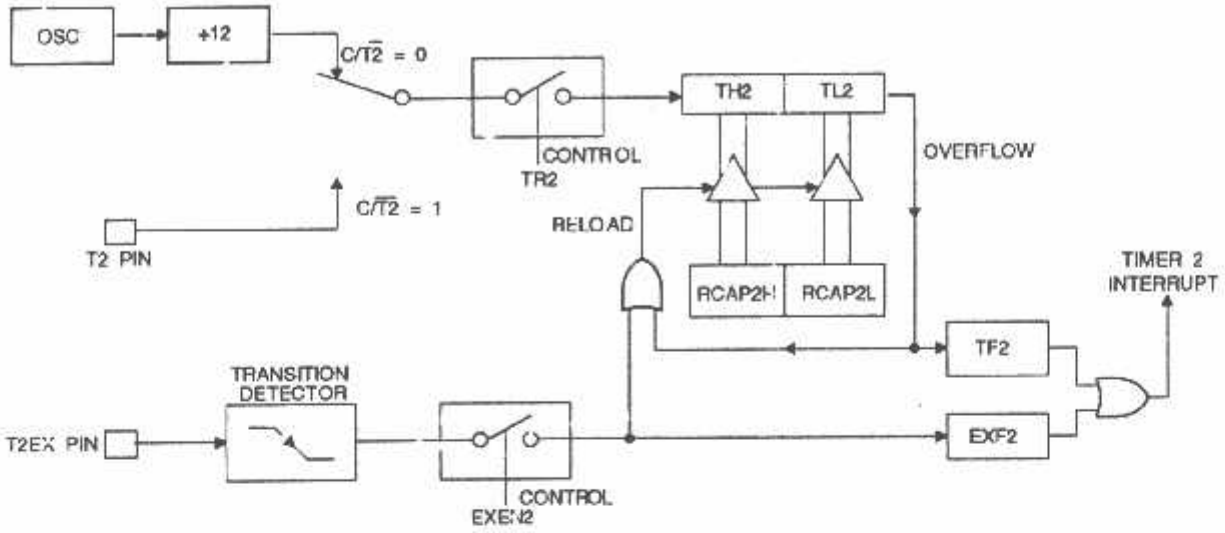 OSC
÷12
C/T2̅ = 0
TH2
TL2
CONTROL
TR2
OVERFLOW
C/T2̅ = 1
T2 PIN
RELOAD
RCAP2H
RCAP2L
TIMER 2
INTERRUPT
TF2
TRANSITION
DETECTOR
T2EX PIN
EXF2
CONTROL
EXEN2